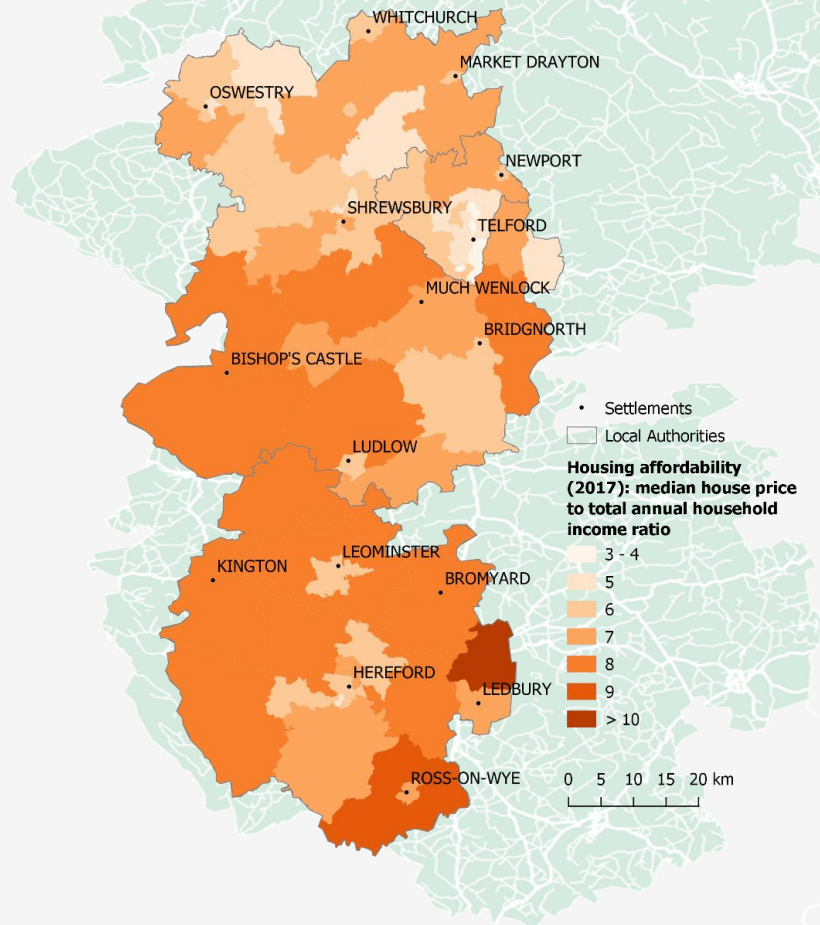 WHITCHURCH
MARKET DRAYTON
OSWESTRY
NEWPORT
SHREWSBURY
TELFORD
MUCH WENLOCK
BRIDGNORTH
BISHOP'S CASTLE
LUDLOW
LEOMINSTER
KINGTON
BROMYARD
HEREFORD
LEDBURY
ROSS-ON-WYE
Settlements
Local Authorities
Housing affordability
(2017): median house price
to total annual household
income ratio
3 - 4
5
6
7
8
9
> 10
0 5 10 15 20 km